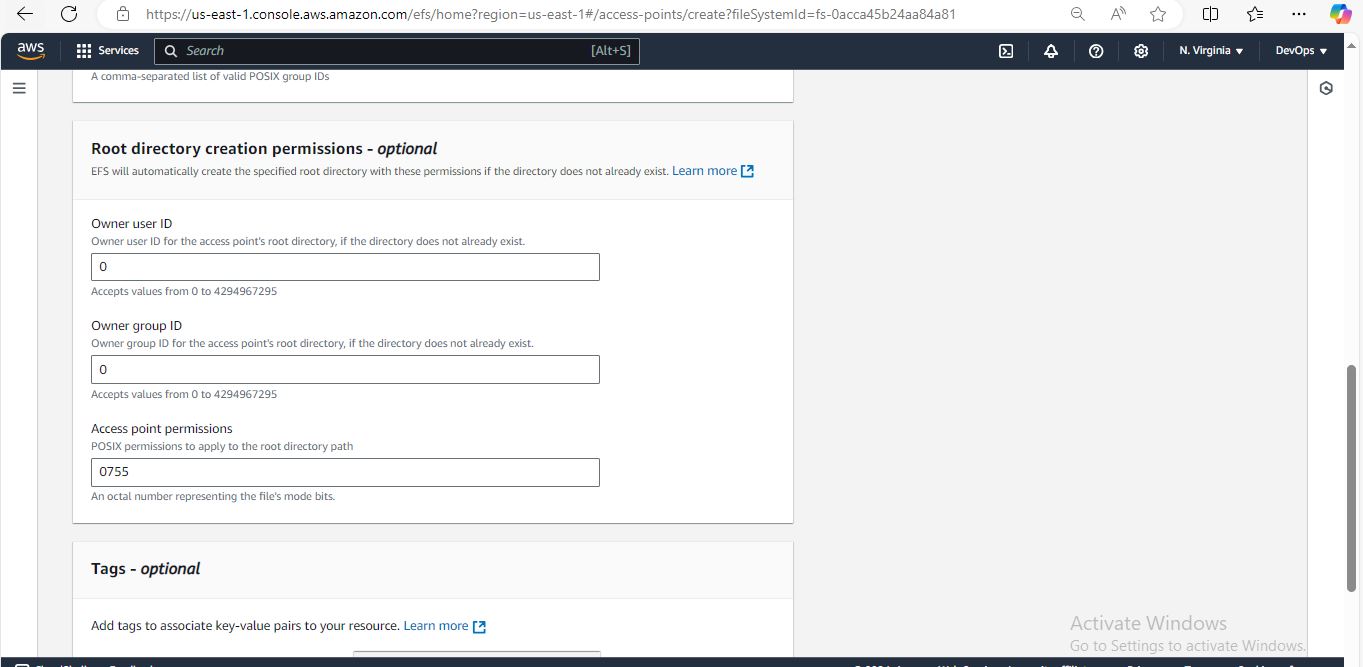 https://us-east-1.console.aws.amazon.com/efs/home?region=us-east-1#/access-points/create?fileSystemId=fs-0acca45b24aa84a81
aws Services Search [Alt+S] N. Virginia DevOps
A comma-separated list of valid POSIX group IDs
Root directory creation permissions - optional
EFS will automatically create the specified root directory with these permissions if the directory does not already exist. Learn more
Owner user ID
Owner user ID for the access point's root directory, if the directory does not already exist.
0
Accepts values from 0 to 4294967295
Owner group ID
Owner group ID for the access point's root directory, if the directory does not already exist.
0
Accepts values from 0 to 4294967295
Access point permissions
POSIX permissions to apply to the root directory path
0755
An octal number representing the file's mode bits.
Tags - optional
Add tags to associate key-value pairs to your resource. Learn more
Activate Windows
Go to Settings to activate Windows.